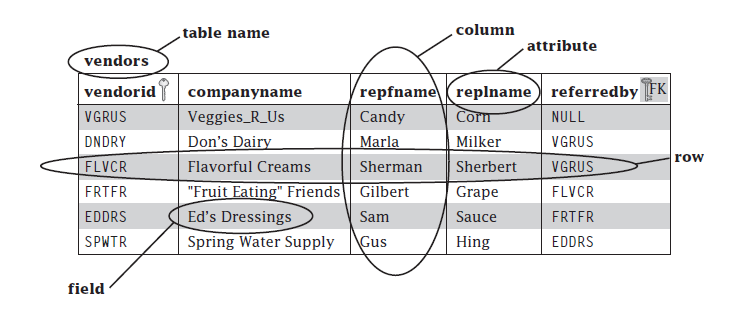 table name
column
attribute
vendors
vendorid companyname repfname replname referredby FK
VGRUS Veggies_R_Us Candy Corn NULL
DNDRY Don's Dairy Marla Milker VGRUS
FLVCR Flavorful Creams Sherman Sherbert VGRUS
row
FRTFR "Fruit Eating" Friends Gilbert Grape FLVCR
EDDRS Ed's Dressings Sam Sauce FRTFR
SPWTR Spring Water Supply Gus Hing EDDRS
field